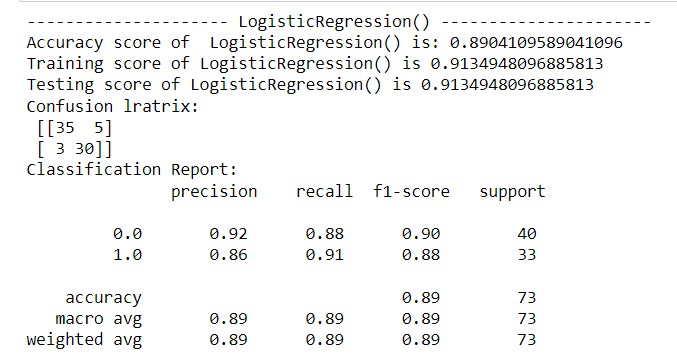 --------------------- LogisticRegression() ----------------------
Accuracy score of  LogisticRegression() is: 0.8904109589041096
Training score of LogisticRegression() is 0.9134948096885813
Testing score of LogisticRegression() is 0.9134948096885813
Confusion lratrix:
[[35  5]
[ 3 30]]
Classification Report:
precision    recall  f1-score   support
0.0       0.92      0.88      0.90        40
1.0       0.86      0.91      0.88        33
accuracy                           0.89        73
macro avg       0.89      0.89      0.89        73
weighted avg       0.89      0.89      0.89        73